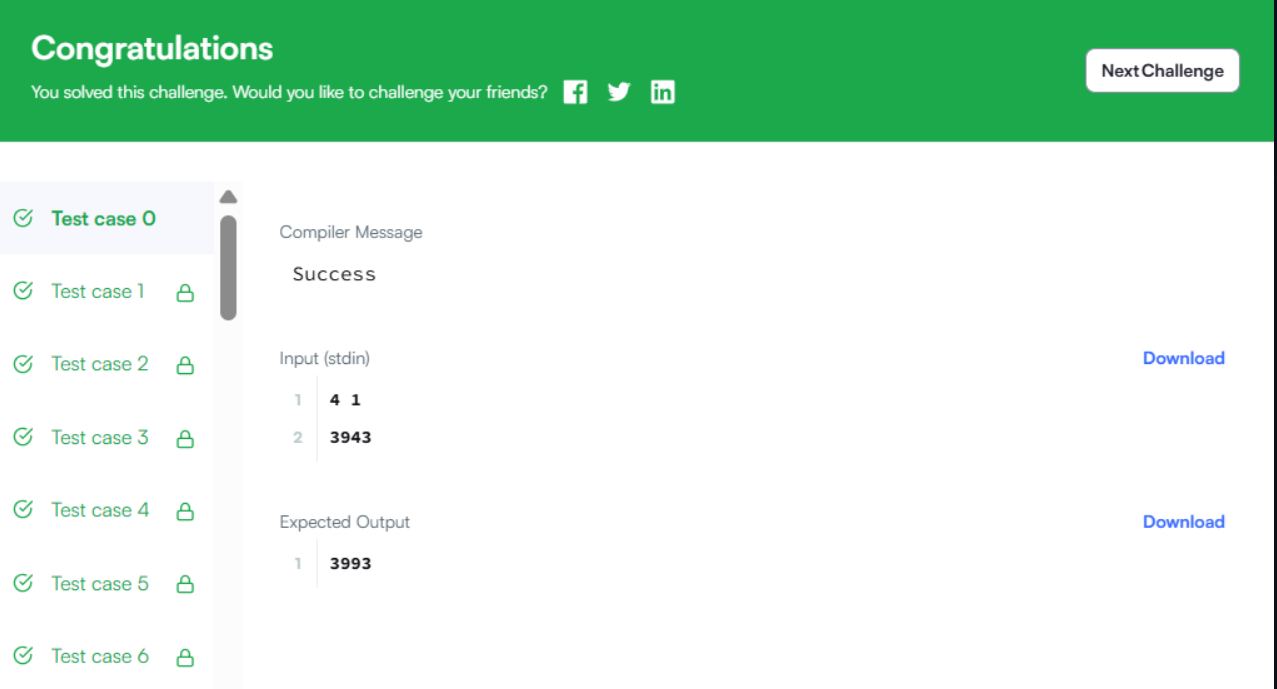 Congratulations
You solved this challenge. Would you like to challenge your friends?
Next Challenge
Test case 0
Test case 1
Test case 2
Test case 3
Test case 4
Test case 5
Test case 6
Compiler Message
Success
Input (stdin)
Download
1 4 1
2 3943
Expected Output
Download
1 3993